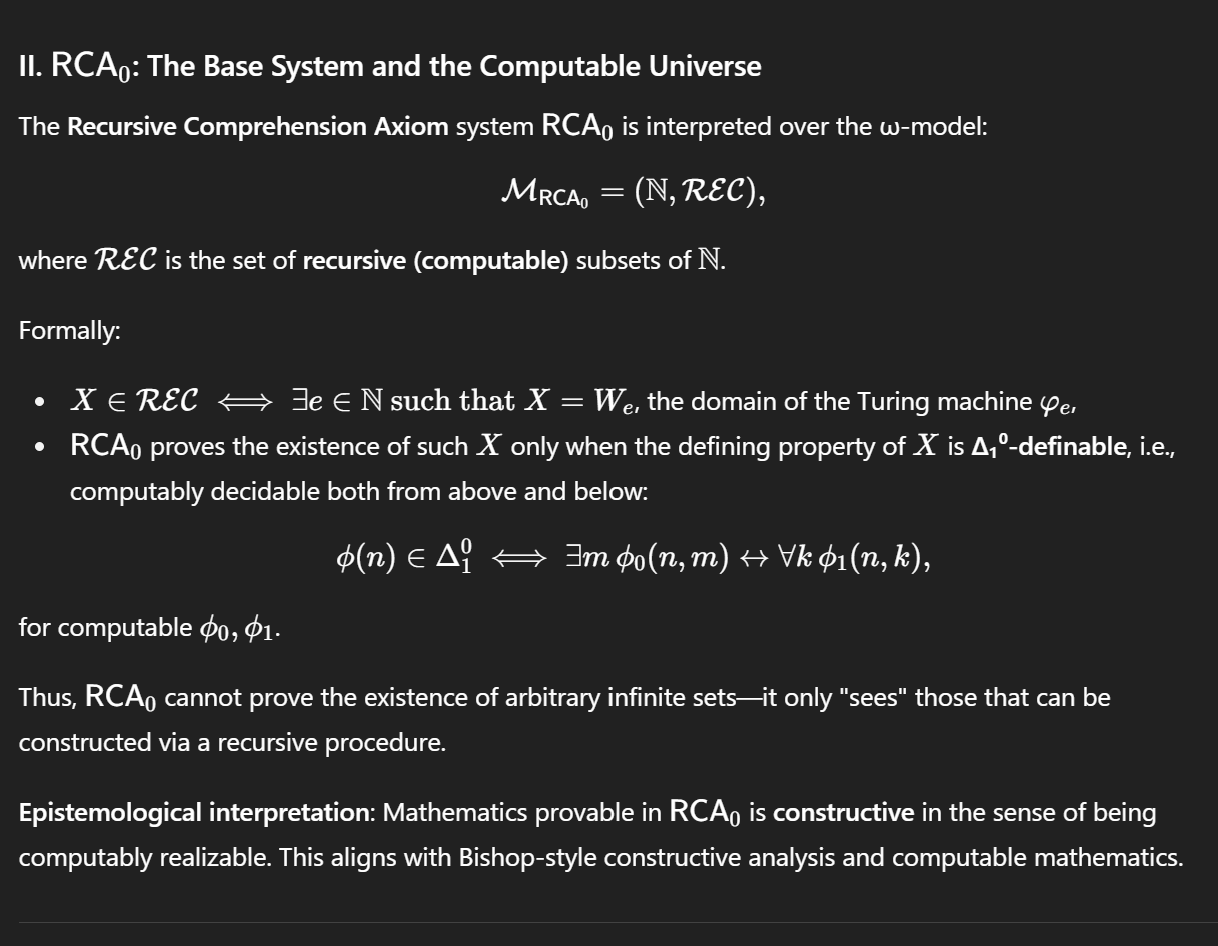 II. RCA₀: The Base System and the Computable Universe
The Recursive Comprehension Axiom system RCA₀ is interpreted over the ω-model:
ℳ_RCA₀ = (ℕ, ℛℰ𝒞),
where ℛℰ𝒞 is the set of recursive (computable) subsets of ℕ.
Formally:
• X ∈ ℛℰ𝒞 ⟺ ∃e ∈ ℕ such that X = Wₑ, the domain of the Turing machine φₑ,
• RCA₀ proves the existence of such X only when the defining property of X is Δ₁⁰-definable, i.e.,
computably decidable both from above and below:
ϕ(n) ∈ Δ₁⁰ ⟺ ∃m ϕ₀(n, m) ↔ ∀k ϕ₁(n, k),
for computable ϕ₀, ϕ₁.
Thus, RCA₀ cannot prove the existence of arbitrary infinite sets—it only "sees" those that can be
constructed via a recursive procedure.
Epistemological interpretation: Mathematics provable in RCA₀ is constructive in the sense of being
computably realizable. This aligns with Bishop-style constructive analysis and computable mathematics.